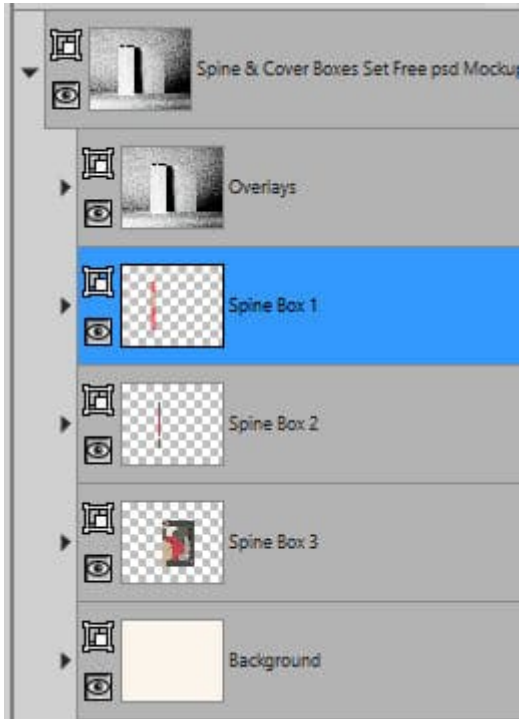 Spine & Cover Boxes Set Free psd Mockup
Overlays
Spine Box 1
Spine Box 2
Spine Box 3
Background